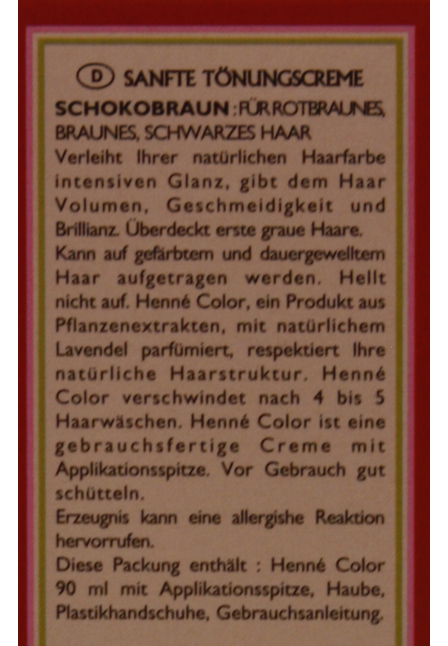 D SANFTE TÖNUNGSCREME
SCHOKOBRAUN : FÜR ROTBRAUNES,
BRAUNES, SCHWARZES HAAR
Verleiht Ihrer natürlichen Haarfarbe
intensiven Glanz, gibt dem Haar
Volumen, Geschmeidigkeit und
Brillianz. Überdeckt erste graue Haare.
Kann auf gefärbtem und dauergewelltem
Haar aufgetragen werden. Hellt
nicht auf. Henné Color, ein Produkt aus
Pflanzenextrakten, mit natürlichem
Lavendel parfümiert, respektiert Ihre
natürliche Haarstruktur. Henné
Color verschwindet nach 4 bis 5
Haarwäschen. Henné Color ist eine
gebrauchsfertige Creme mit
Applikationsspitze. Vor Gebrauch gut
schütteln.
Erzeugnis kann eine allergishe Reaktion
hervorrufen.
Diese Packung enthält : Henné Color
90 ml mit Applikationsspitze, Haube,
Plastikhandschuhe, Gebrauchsanleitung.